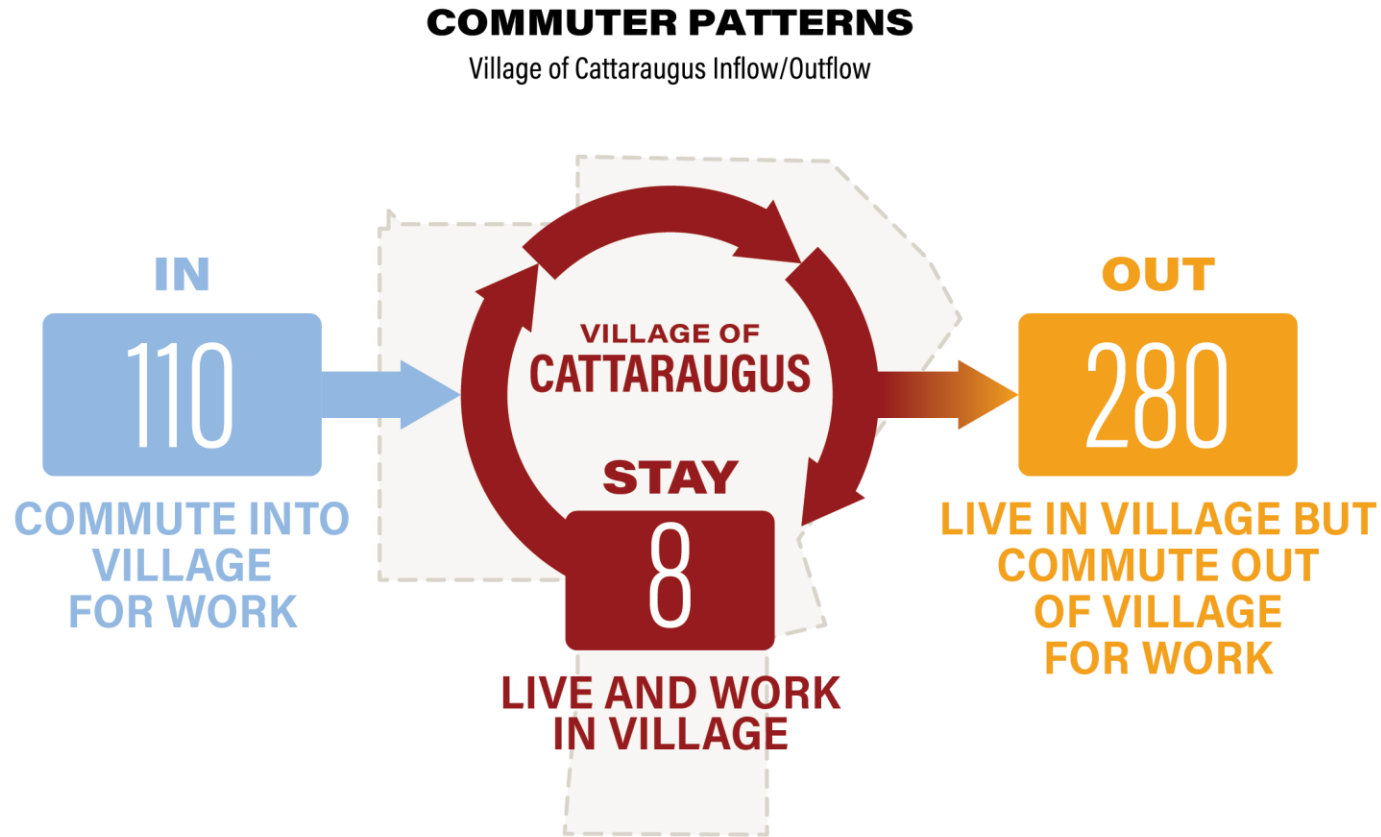 COMMUTER PATTERNS
Village of Cattaraugus Inflow/Outflow
IN
110
COMMUTE INTO
VILLAGE
FOR WORK
VILLAGE OF
CATTARAUGUS
STAY
8
LIVE AND WORK
IN VILLAGE
OUT
280
LIVE IN VILLAGE BUT
COMMUTE OUT
OF VILLAGE
FOR WORK